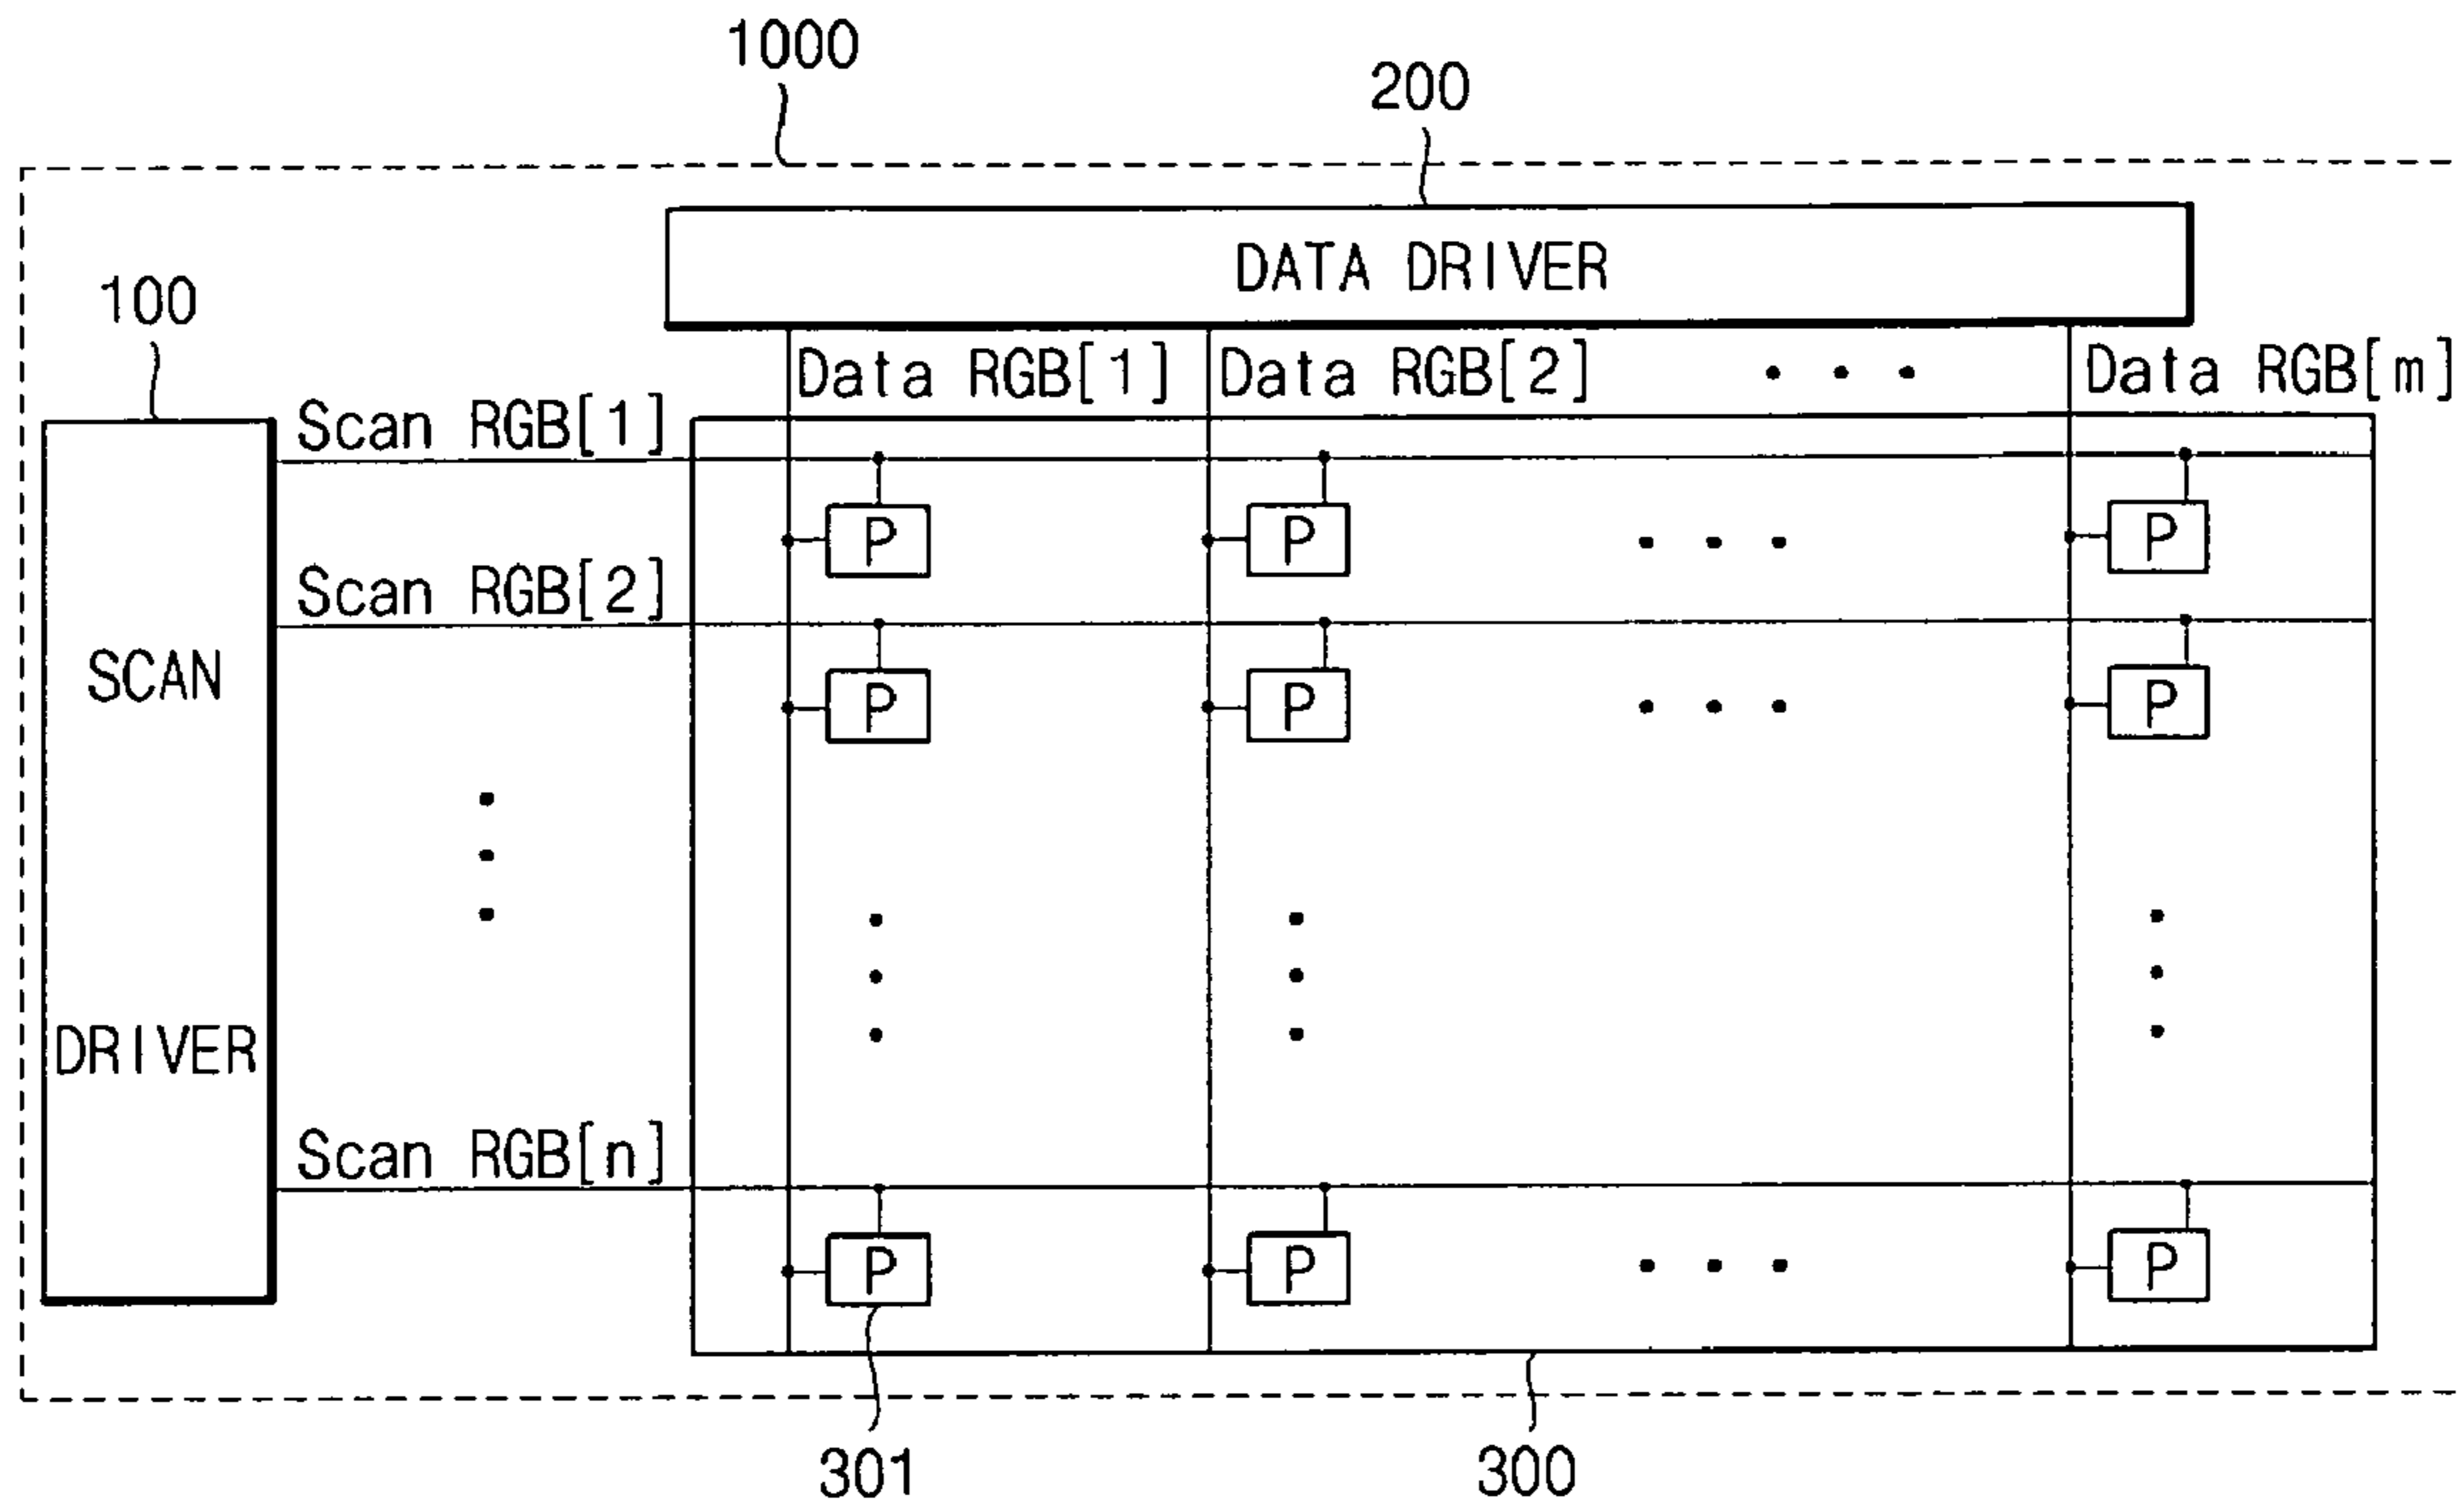 1000
200
DATA DRIVER
100
Data RGB[1] Data RGB[2] • • • Data RGB[m]
Scan RGB[1]
P P • • • P
Scan RGB[2]
SCAN
P P • • • P
DRIVER
Scan RGB[n]
P P • • • P
301 300